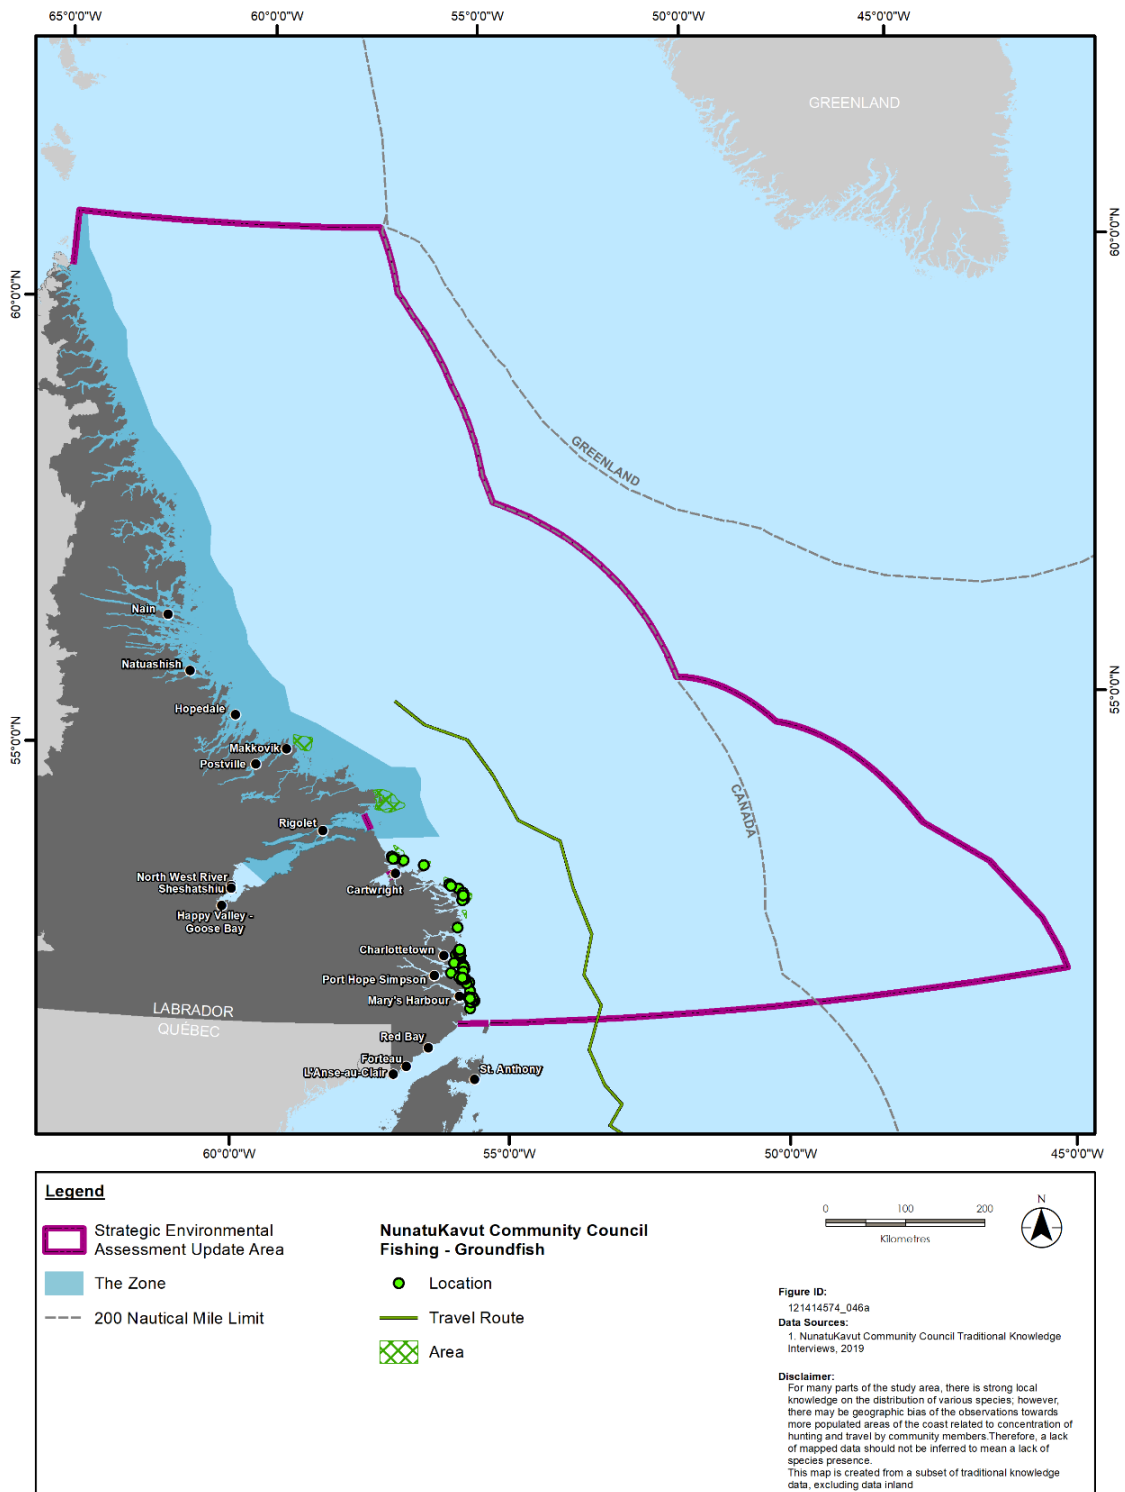 65°0'0"W 60°0'0"W 55°0'0"W 50°0'0"W 45°0'0"W
GREENLAND
60°0'0"N
60°0'0"N
GREENLAND
Nain
Natuashish
55°0'0"N
Hopedale
Makkovik
55°0'0"N
Postville
CANADA
Rigolet
North West River
Sheshatshiu
Cartwright
Happy Valley -
Goose Bay
Charlottetown
Port Hope Simpson
Mary's Harbour
LABRADOR
QUÉBEC
Red Bay
Forteau
L'Anse-au-Clair
St. Anthony
60°0'0"W 55°0'0"W 50°0'0"W 45°0'0"W
Legend
Strategic Environmental
Assessment Update Area
The Zone
200 Nautical Mile Limit
NunatuKavut Community Council
Fishing - Groundfish
Location
Travel Route
Area
0 100 200
Kilometres
N
Figure ID:
121414574_046a
Data Sources:
1. NunatuKavut Community Council Traditional Knowledge
Interviews, 2019
Disclaimer:
For many parts of the study area, there is strong local
knowledge on the distribution of various species; however,
there may be geographic bias of the observations towards
more populated areas of the coast related to concentration of
hunting and travel by community members.Therefore, a lack
of mapped data should not be inferred to mean a lack of
species presence.
This map is created from a subset of traditional knowledge
data, excluding data inland